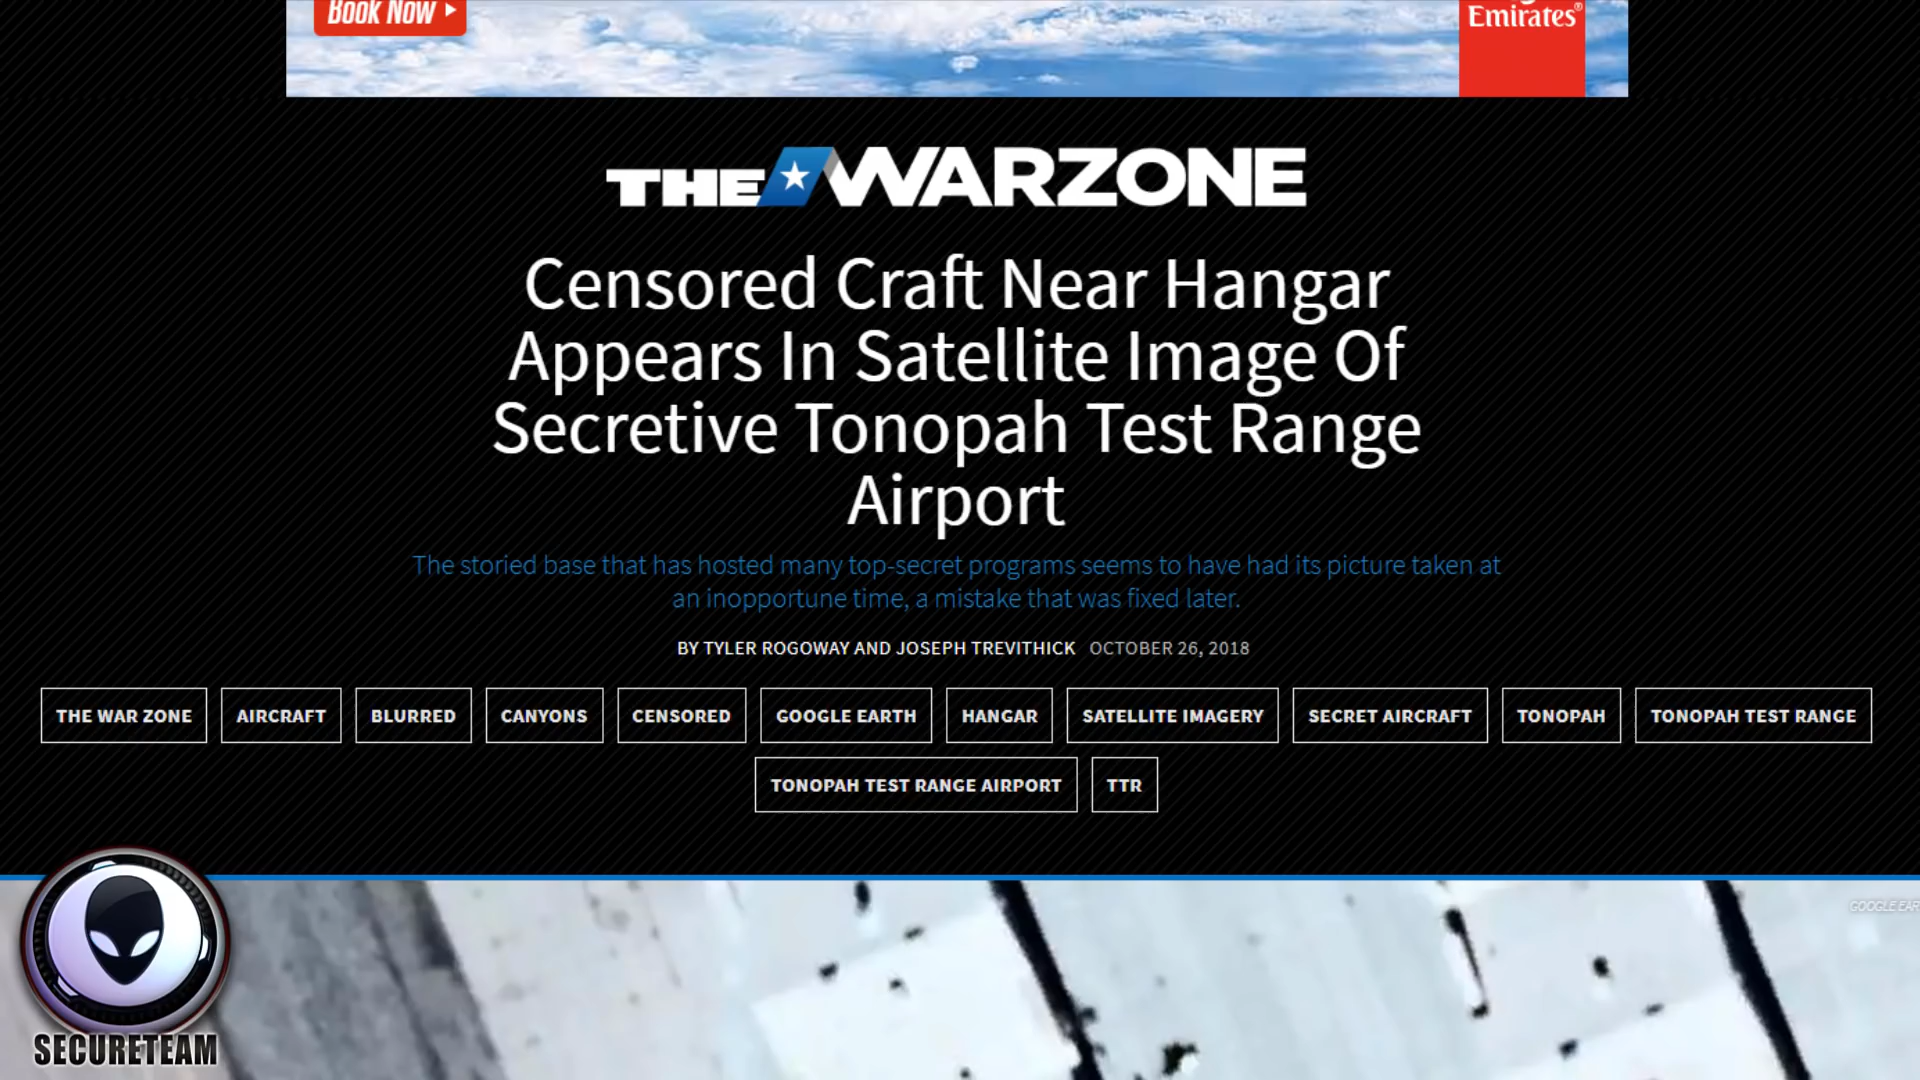 Book Now
Emirates®
THE WARZONE
Censored Craft Near Hangar
Appears In Satellite Image Of
Secretive Tonopah Test Range
Airport
The storied base that has hosted many top-secret programs seems to have had its picture taken at
an inopportune time, a mistake that was fixed later.
BY TYLER ROGOWAY AND JOSEPH TREVITHICK OCTOBER 26, 2018
THE WAR ZONE AIRCRAFT BLURRED CANYONS CENSORED GOOGLE EARTH HANGAR SATELLITE IMAGERY SECRET AIRCRAFT TONOPAH TONOPAH TEST RANGE
TONOPAH TEST RANGE AIRPORT TTR
GOOGLE EAR
SECURETEAM